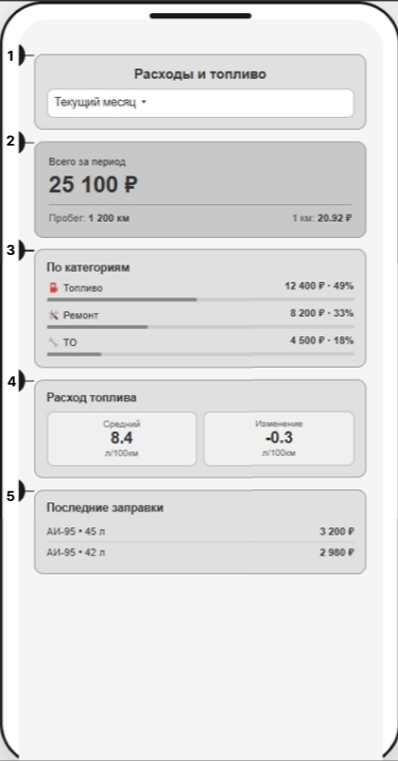 1
Расходы и топливо
Текущий месяц
2
Всего за период
25 100 ₽
Пробег: 1 200 км 1 км: 20.92 ₽
3
По категориям
Топливо 12 400 ₽ · 49%
Ремонт 8 200 ₽ · 33%
ТО 4 500 ₽ · 18%
4
Расход топлива
Средний Изменение
8.4 -0.3
л/100км л/100км
5
Последние заправки
АИ-95 • 45 л 3 200 ₽
АИ-95 • 42 л 2 980 ₽